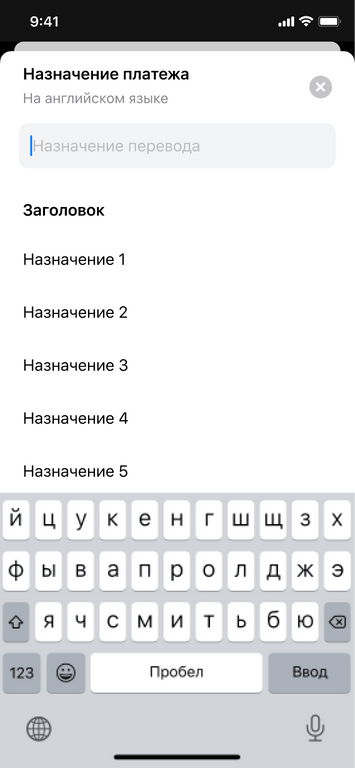 9:41
Назначение платежа
На английском языке
Назначение перевода
Заголовок
Назначение 1
Назначение 2
Назначение 3
Назначение 4
Назначение 5
й ц у к е н г ш щ з х
ф ы в а п р о л д ж э
я ч с м и т ь б ю
123 Пробел Ввод